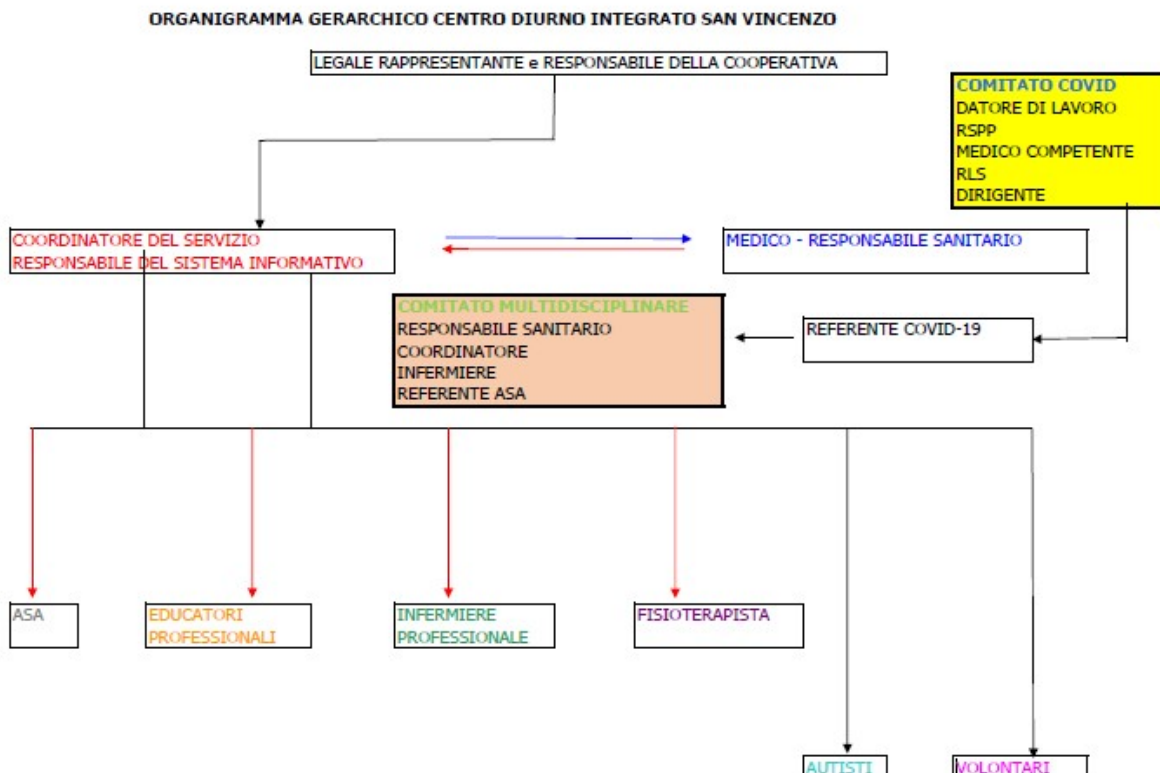 ORGANIGRAMMA GERARCHICO CENTRO DIURNO INTEGRATO SAN VINCENZO
LEGALE RAPPRESENTANTE e RESPONSABILE DELLA COOPERATIVA
COMITATO COVID
DATORE DI LAVORO
RSPP
MEDICO COMPETENTE
RLS
DIRIGENTE
COORDINATORE DEL SERVIZIO
RESPONSABILE DEL SISTEMA INFORMATIVO
MEDICO - RESPONSABILE SANITARIO
COMITATO MULTIDISCIPLINARE
RESPONSABILE SANITARIO
COORDINATORE
INFERMIERE
REFERENTE ASA
REFERENTE COVID-19
ASA
EDUCATORI
PROFESSIONALI
INFERMIERE
PROFESSIONALE
FISIOTERAPISTA
AUTISTI
VOLONTARI